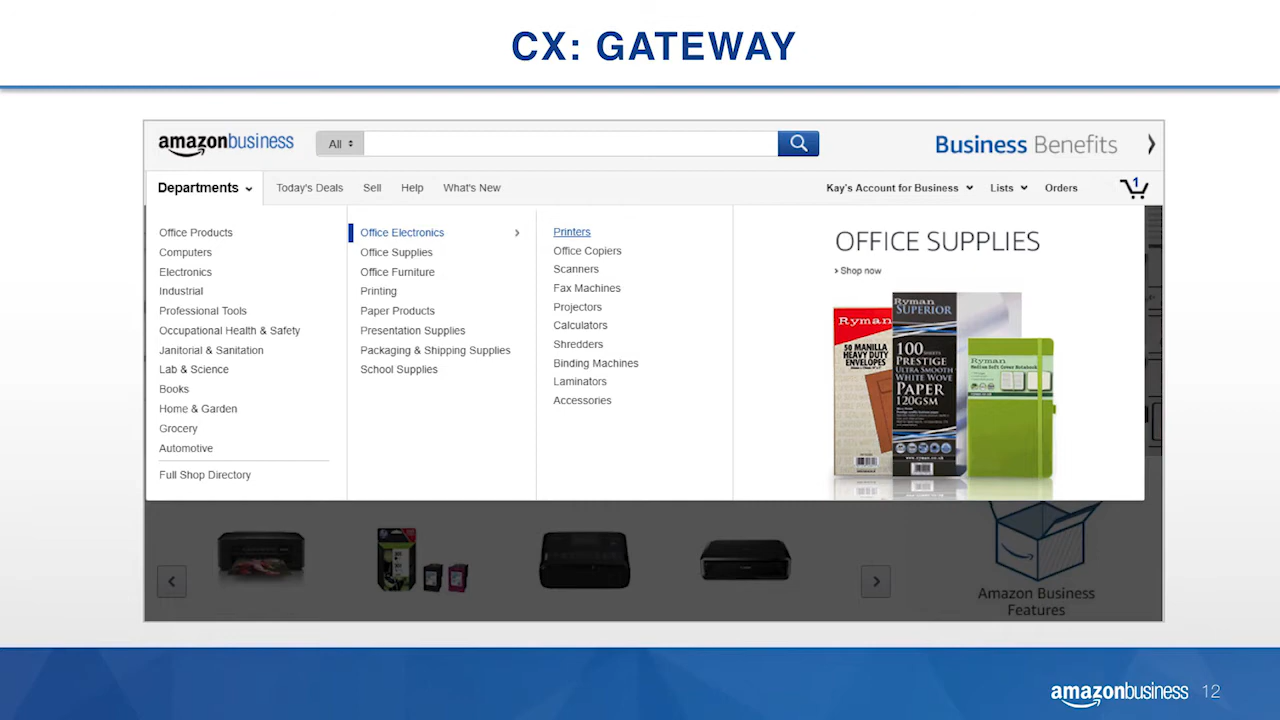 CX: GATEWAY
amazonbusiness
All
Business Benefits
Departments
Today's Deals
Sell
Help
What's New
Kay's Account for Business
Lists
Orders
1
Office Products
Computers
Electronics
Industrial
Professional Tools
Occupational Health & Safety
Janitorial & Sanitation
Lab & Science
Books
Home & Garden
Grocery
Automotive
Full Shop Directory
Office Electronics
Office Supplies
Office Furniture
Printing
Paper Products
Presentation Supplies
Packaging & Shipping Supplies
School Supplies
Printers
Office Copiers
Scanners
Fax Machines
Projectors
Calculators
Shredders
Binding Machines
Laminators
Accessories
OFFICE SUPPLIES
Shop now
Ryman
50 MANILLA
HEAVY DUTY
ENVELOPES
Ryman
SUPERIOR
100 SHEETS
PRESTIGE
ULTRA SMOOTH
WHITE WOVE
PAPER
120GSM
Ryman
Medium Soft Cover Notebook
Amazon Business
Features
amazonbusiness 12